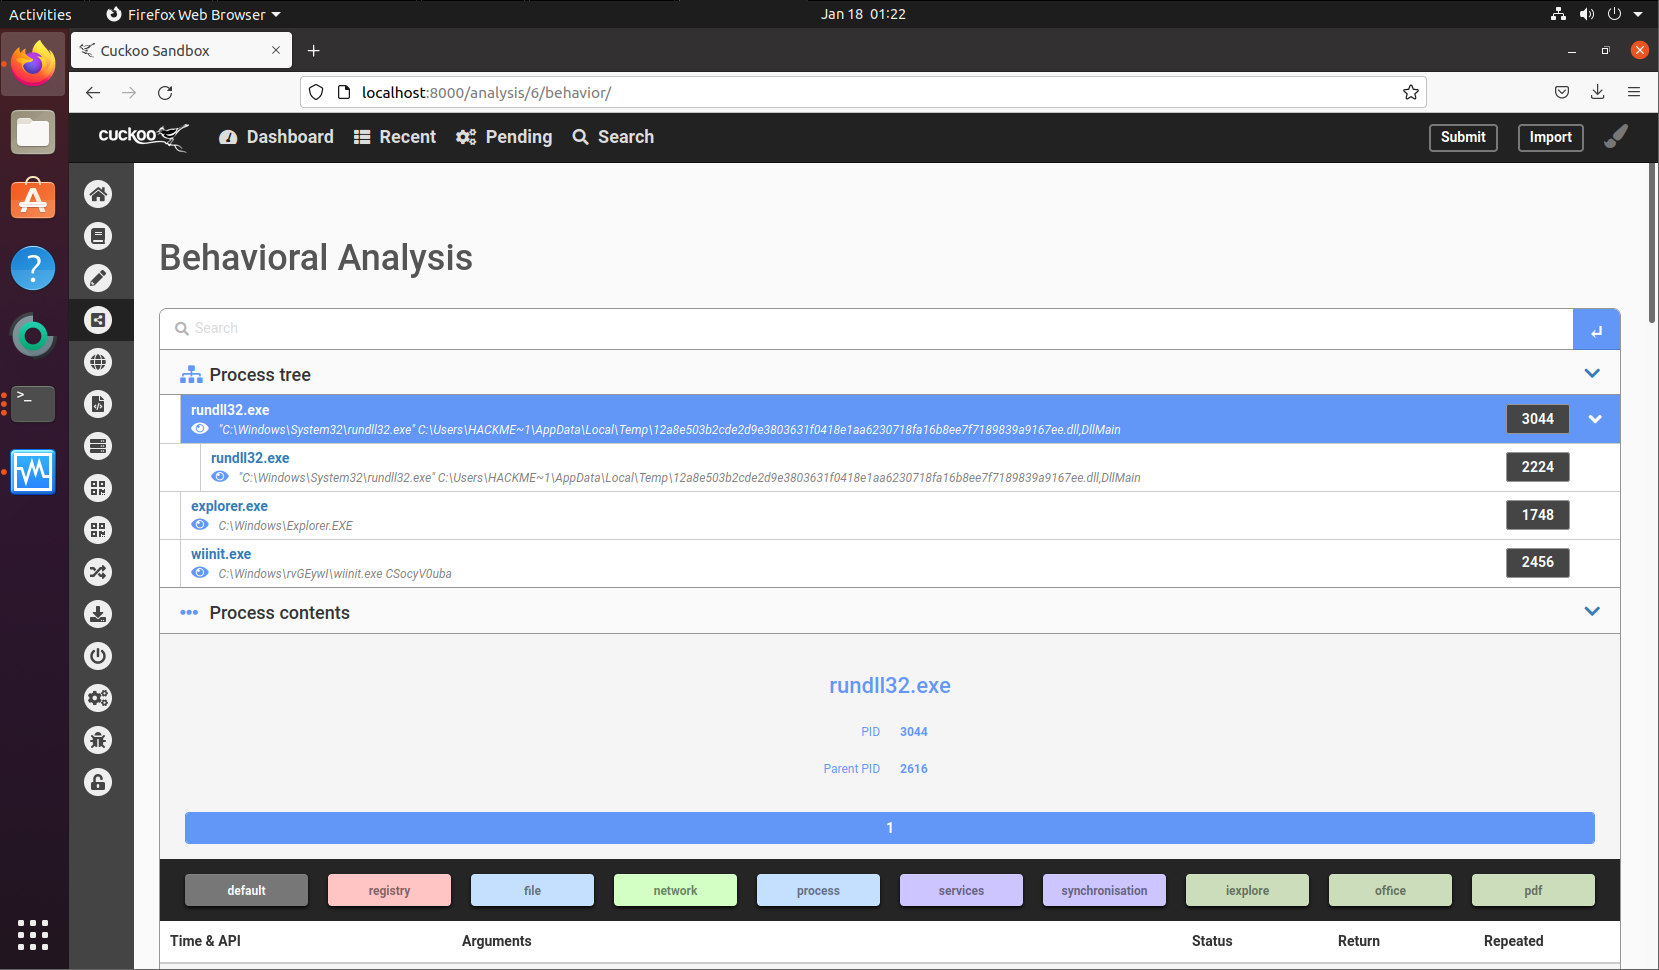 Activities
Firefox Web Browser
Jan 18 01:22
Cuckoo Sandbox
localhost:8000/analysis/6/behavior/
cuckoo
Dashboard
Recent
Pending
Search
Submit
Import
Behavioral Analysis
Search
Process tree
rundll32.exe
"C:\Windows\System32\rundll32.exe" C:\Users\HACKME~1\AppData\Local\Temp\12a8e503b2cde2d9e3803631f0418e1aa6230718fa16b8ee7f7189839a9167ee.dll,DllMain
3044
rundll32.exe
"C:\Windows\System32\rundll32.exe" C:\Users\HACKME~1\AppData\Local\Temp\12a8e503b2cde2d9e3803631f0418e1aa6230718fa16b8ee7f7189839a9167ee.dll,DllMain
2224
explorer.exe
C:\Windows\Explorer.EXE
1748
wiinit.exe
C:\Windows\rvGEywI\wiinit.exe CSocyV0uba
2456
Process contents
rundll32.exe
PID 3044
Parent PID 2616
1
default
registry
file
network
process
services
synchronisation
iexplore
office
pdf
Time & API
Arguments
Status
Return
Repeated